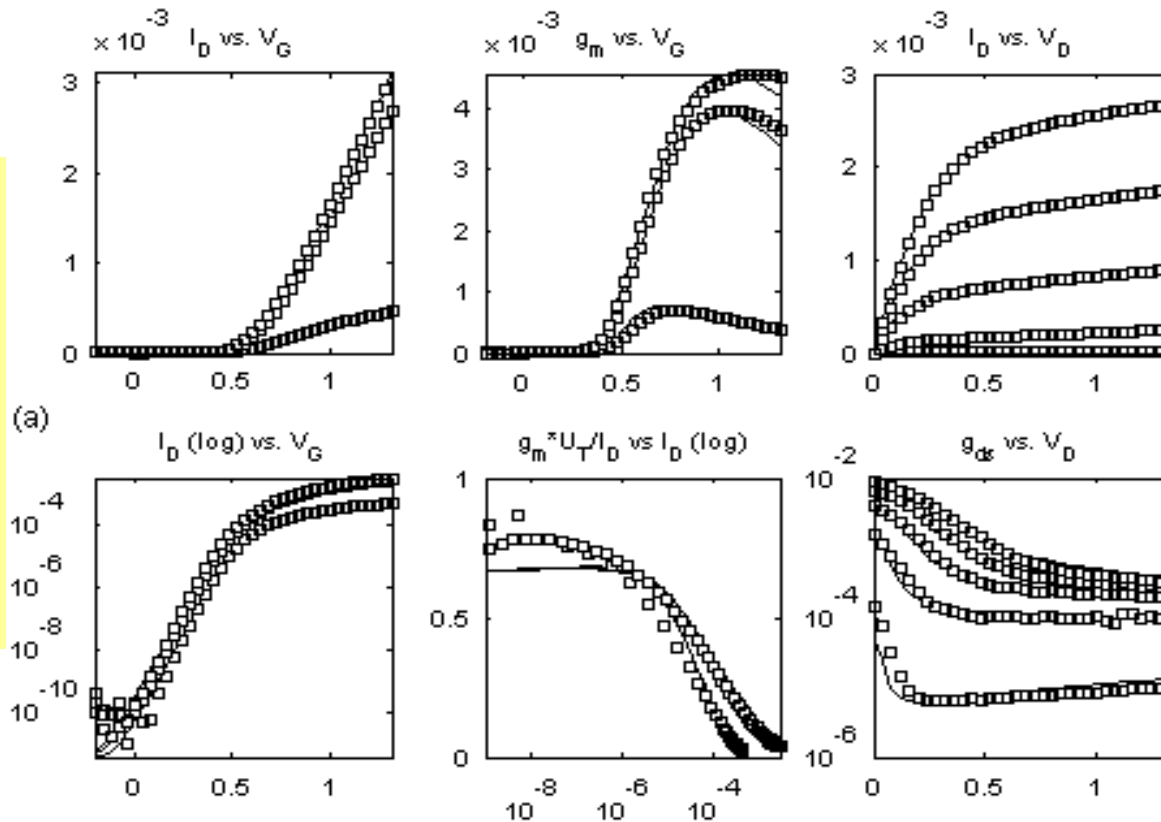 × 10^-3 I_D vs. V_G
3
2
1
0
0 0.5 1
× 10^-3 g_m vs. V_G
4
2
0
0 0.5 1
× 10^-3 I_D vs. V_D
3
2
1
0
0 0.5 1
(a)
I_D (log) vs. V_G
10^-4
10^-6
10^-8
10^-10
0 0.5 1
g_m*U_T/I_D vs I_D (log)
1
0.5
0
10^-8 10^-6 10^-4
g_ds vs. V_D
10^-2
10^-4
10^-6
0 0.5 1